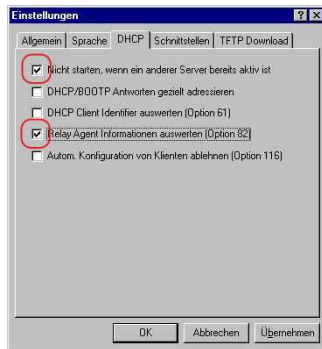 Einstellungen
Allgemein Sprache DHCP Schnittstellen TFTP Download
Nicht starten, wenn ein anderer Server bereits aktiv ist
DHCP/BOOTP Antworten gezielt adressieren
DHCP Client Identifier auswerten (Option 61)
Relay Agent Informationen auswerten (Option 82)
Autom. Konfiguration von Klienten ablehnen (Option 116)
OK Abbrechen Übernehmen